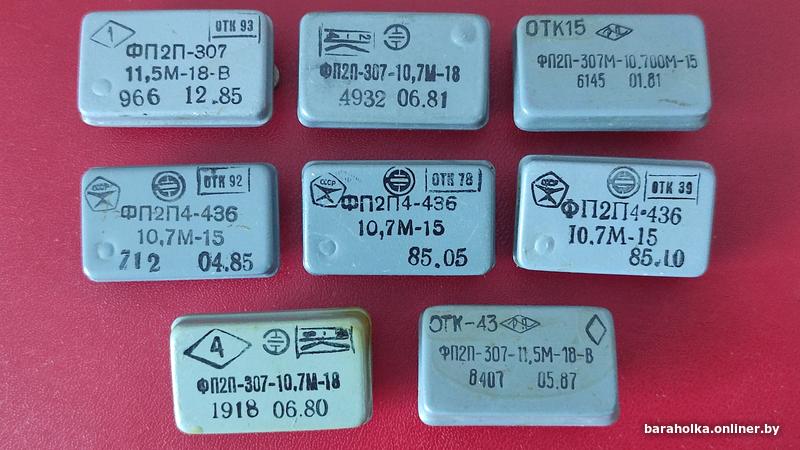 1 ОТК 93
ФП2П-307
11,5М-18-В
966 12.85
ФП2П-307-10,7М-18
4932 06.81
ОТК15
ФП2П-307М-10.700М-15
6145 01.81
СССР ОТК 92
ФП2П4-436
10,7М-15
712 04.85
СССР ОТК 78
ФП2П4-436
10,7М-15
85.05
ОТК 39
ФП2П4-436
10.7М-15
85.10
4
ФП2П-307-10,7М-18
1918 06.80
ОТК-43
ФП2П-307-11,5М-18-В
8407 05.87
baraholka.onliner.by